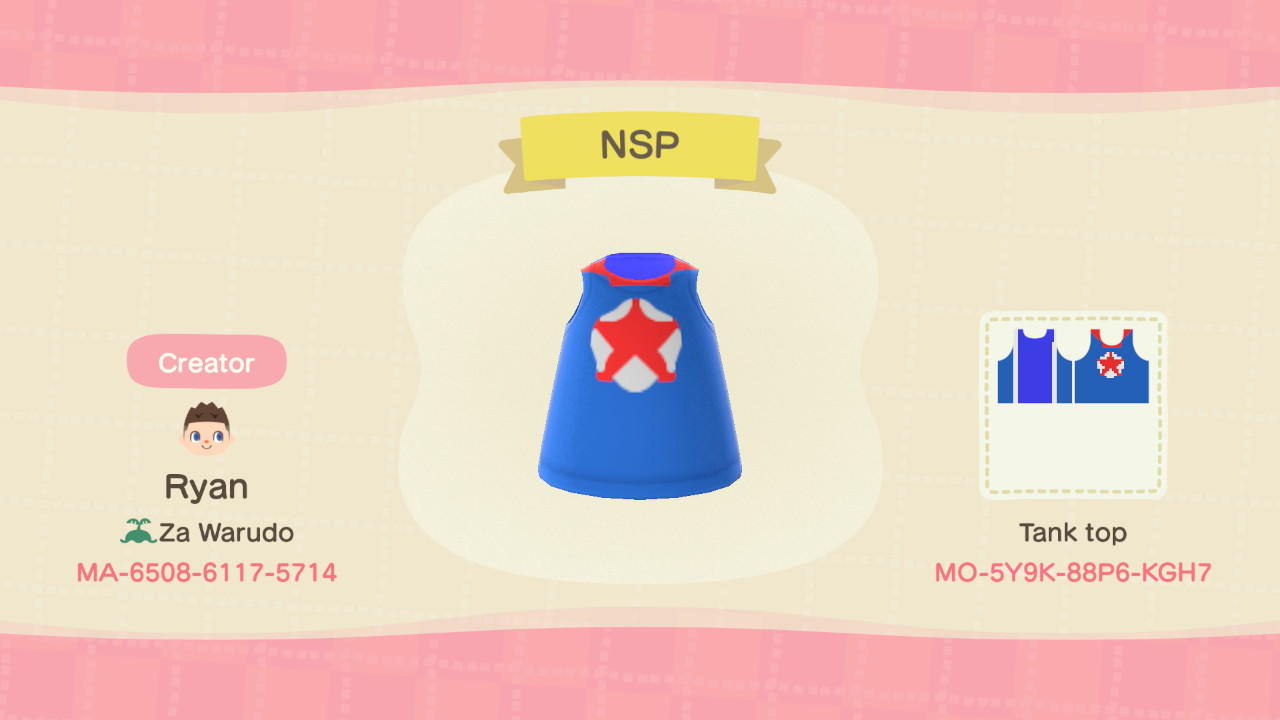 NSP
Creator
Ryan
Za Warudo
MA-6508-6117-5714
Tank top
MO-5Y9K-88P6-KGH7